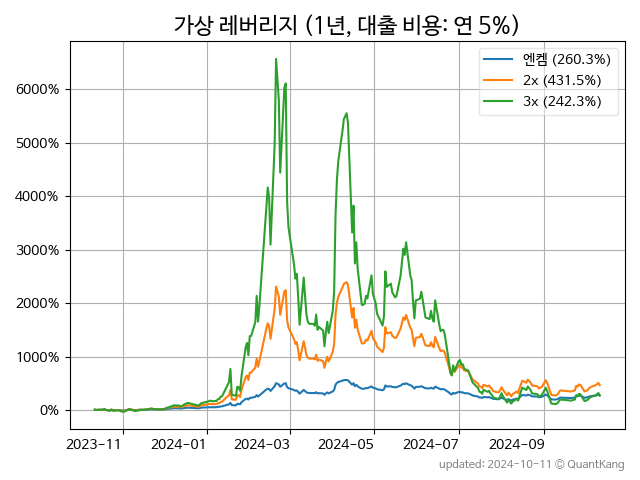 가상 레버리지 (1년, 대출 비용: 연 5%)
엔켐 (260.3%)
2x (431.5%)
3x (242.3%)
6000%
5000%
4000%
3000%
2000%
1000%
0%
2023-11 2024-01 2024-03 2024-05 2024-07 2024-09
updated: 2024-10-11 © QuantKang